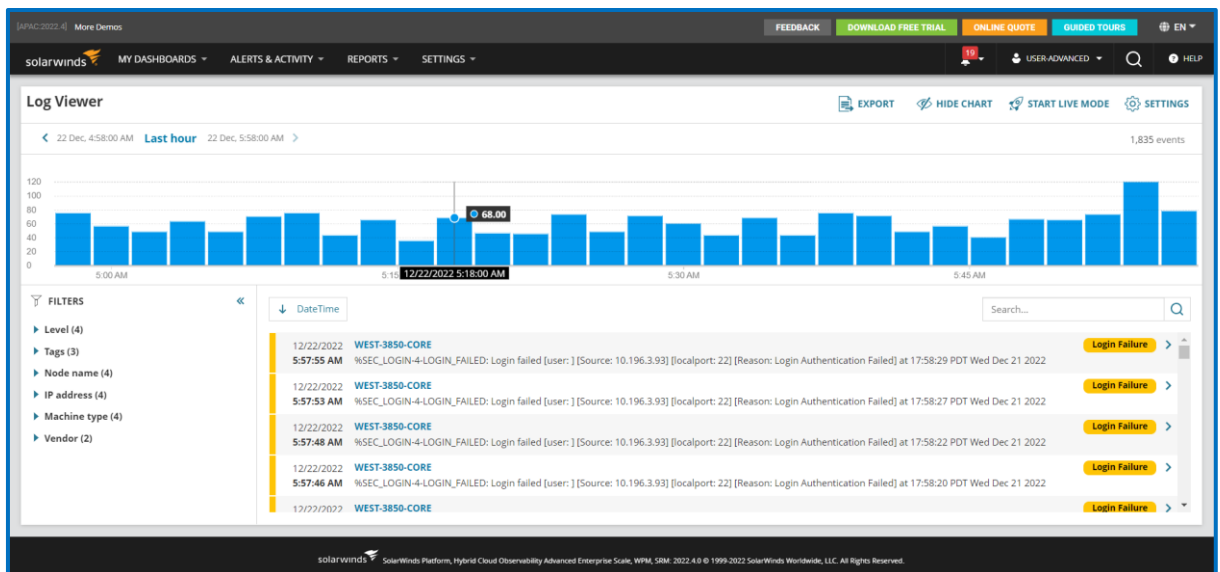 [APAC:2022.4] More Demos FEEDBACK DOWNLOAD FREE TRIAL ONLINE QUOTE GUIDED TOURS EN
solarwinds MY DASHBOARDS ALERTS & ACTIVITY REPORTS SETTINGS 19 USER-ADVANCED HELP
Log Viewer EXPORT HIDE CHART START LIVE MODE SETTINGS
22 Dec, 4:58:00 AM Last hour 22 Dec, 5:58:00 AM 1,835 events
120
100
80
68.00
60
40
20
0
5:00 AM 5:15 12/22/2022 5:18:00 AM 5:30 AM 5:45 AM
FILTERS
Level (4)
Tags (3)
Node name (4)
IP address (4)
Machine type (4)
Vendor (2)
DateTime Search...
12/22/2022 WEST-3850-CORE Login Failure
5:57:55 AM %SEC_LOGIN-4-LOGIN_FAILED: Login failed [user: ] [Source: 10.196.3.93] [localport: 22] [Reason: Login Authentication Failed] at 17:58:29 PDT Wed Dec 21 2022
12/22/2022 WEST-3850-CORE Login Failure
5:57:53 AM %SEC_LOGIN-4-LOGIN_FAILED: Login failed [user: ] [Source: 10.196.3.93] [localport: 22] [Reason: Login Authentication Failed] at 17:58:27 PDT Wed Dec 21 2022
12/22/2022 WEST-3850-CORE Login Failure
5:57:48 AM %SEC_LOGIN-4-LOGIN_FAILED: Login failed [user: ] [Source: 10.196.3.93] [localport: 22] [Reason: Login Authentication Failed] at 17:58:22 PDT Wed Dec 21 2022
12/22/2022 WEST-3850-CORE Login Failure
5:57:46 AM %SEC_LOGIN-4-LOGIN_FAILED: Login failed [user: ] [Source: 10.196.3.93] [localport: 22] [Reason: Login Authentication Failed] at 17:58:20 PDT Wed Dec 21 2022
12/22/2022 WEST-3850-CORE Login Failure
solarwinds SolarWinds Platform, Hybrid Cloud Observability Advanced Enterprise Scale, WPM, SRM: 2022.4.0 © 1999-2022 SolarWinds Worldwide, LLC. All Rights Reserved.